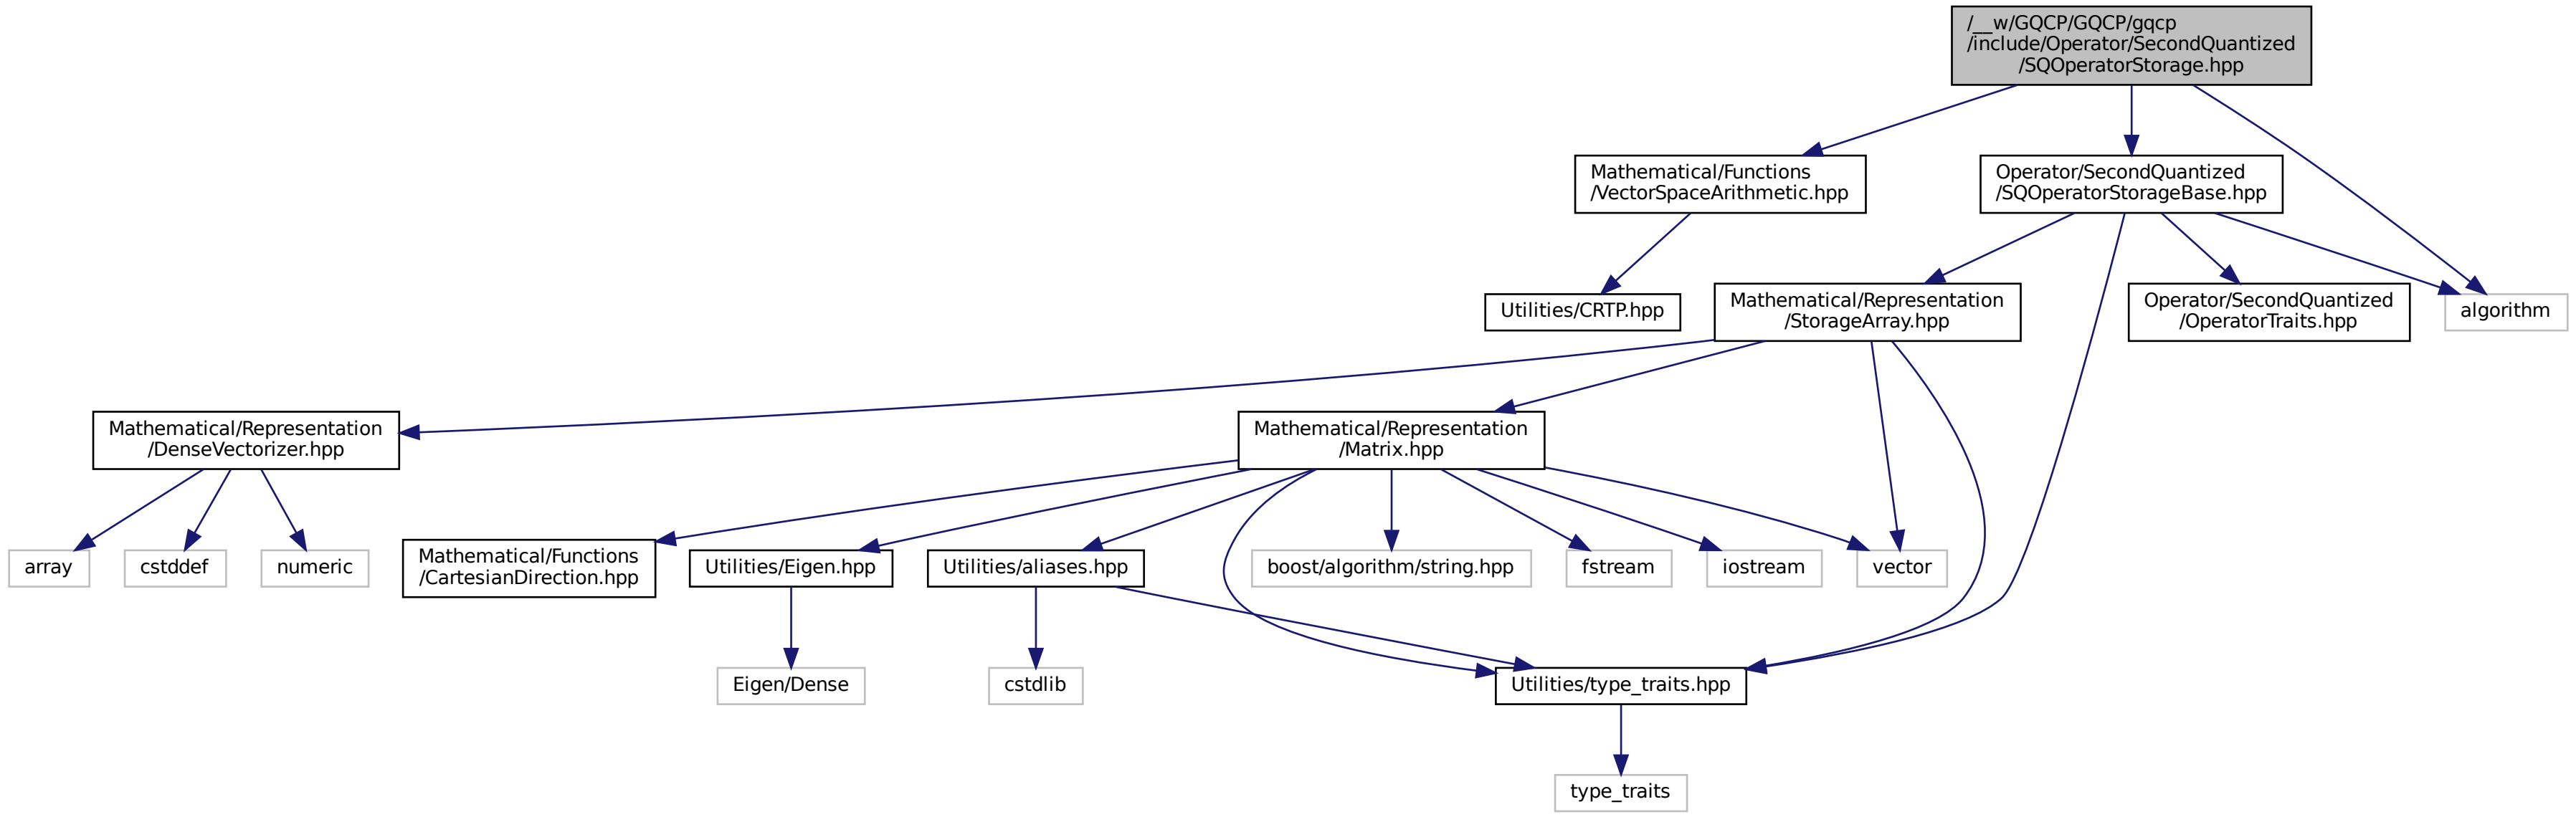 /__w/GQCP/GQCP/gqcp
/include/Operator/SecondQuantized
/SQOperatorStorage.hpp
Mathematical/Functions
/VectorSpaceArithmetic.hpp
Operator/SecondQuantized
/SQOperatorStorageBase.hpp
Utilities/CRTP.hpp
Mathematical/Representation
/StorageArray.hpp
Operator/SecondQuantized
/OperatorTraits.hpp
algorithm
Mathematical/Representation
/DenseVectorizer.hpp
Mathematical/Representation
/Matrix.hpp
array
cstddef
numeric
Mathematical/Functions
/CartesianDirection.hpp
Utilities/Eigen.hpp
Utilities/aliases.hpp
boost/algorithm/string.hpp
fstream
iostream
vector
Eigen/Dense
cstdlib
Utilities/type_traits.hpp
type_traits